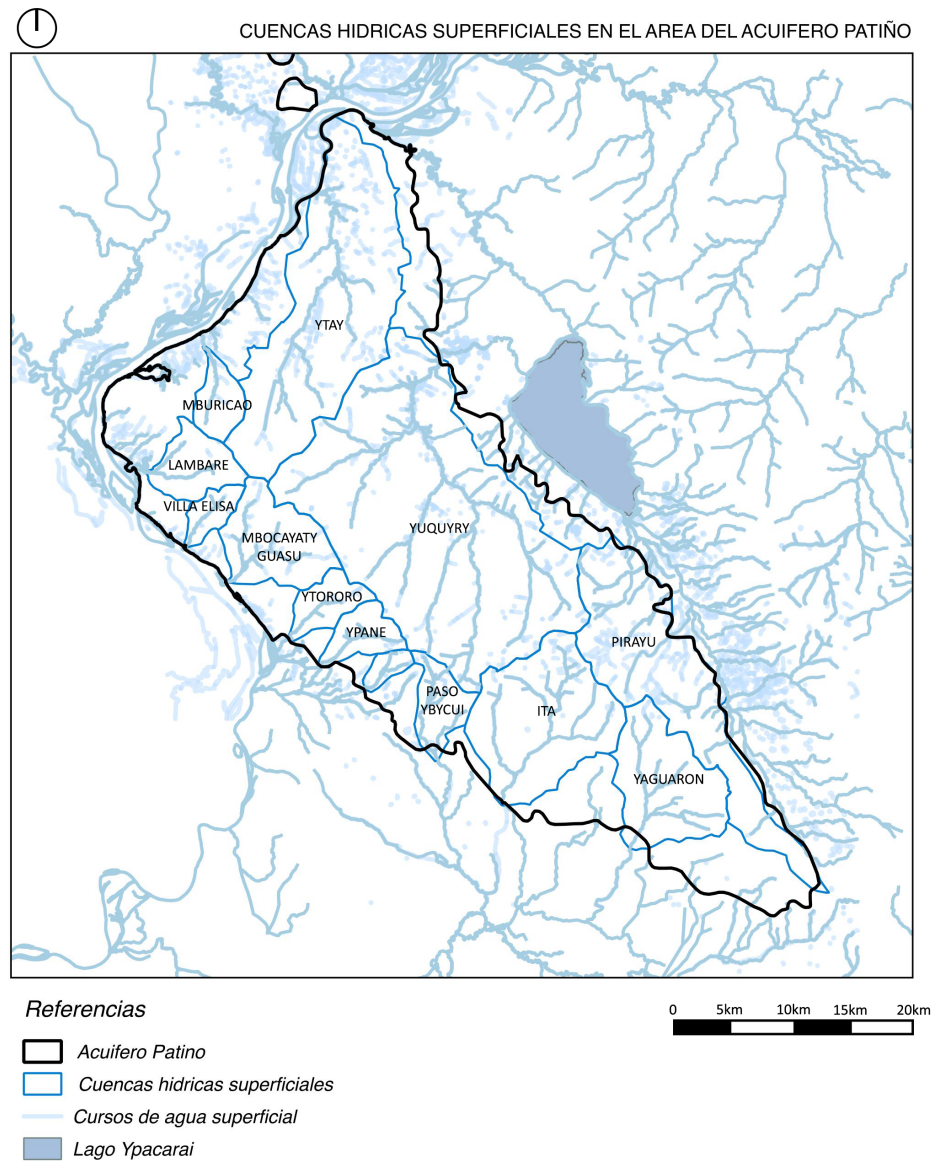 CUENCAS HIDRICAS SUPERFICIALES EN EL AREA DEL ACUIFERO PATIÑO
YTAY
MBURICAO
LAMBARE
VILLA ELISA
MBOCAYATY
GUASU
YUQUYRY
YTORORO
YPANE
PIRAYU
PASO
YBYCUI
ITA
YAGUARON
Referencias
0 5km 10km 15km 20km
Acuifero Patino
Cuencas hidricas superficiales
Cursos de agua superficial
Lago Ypacarai